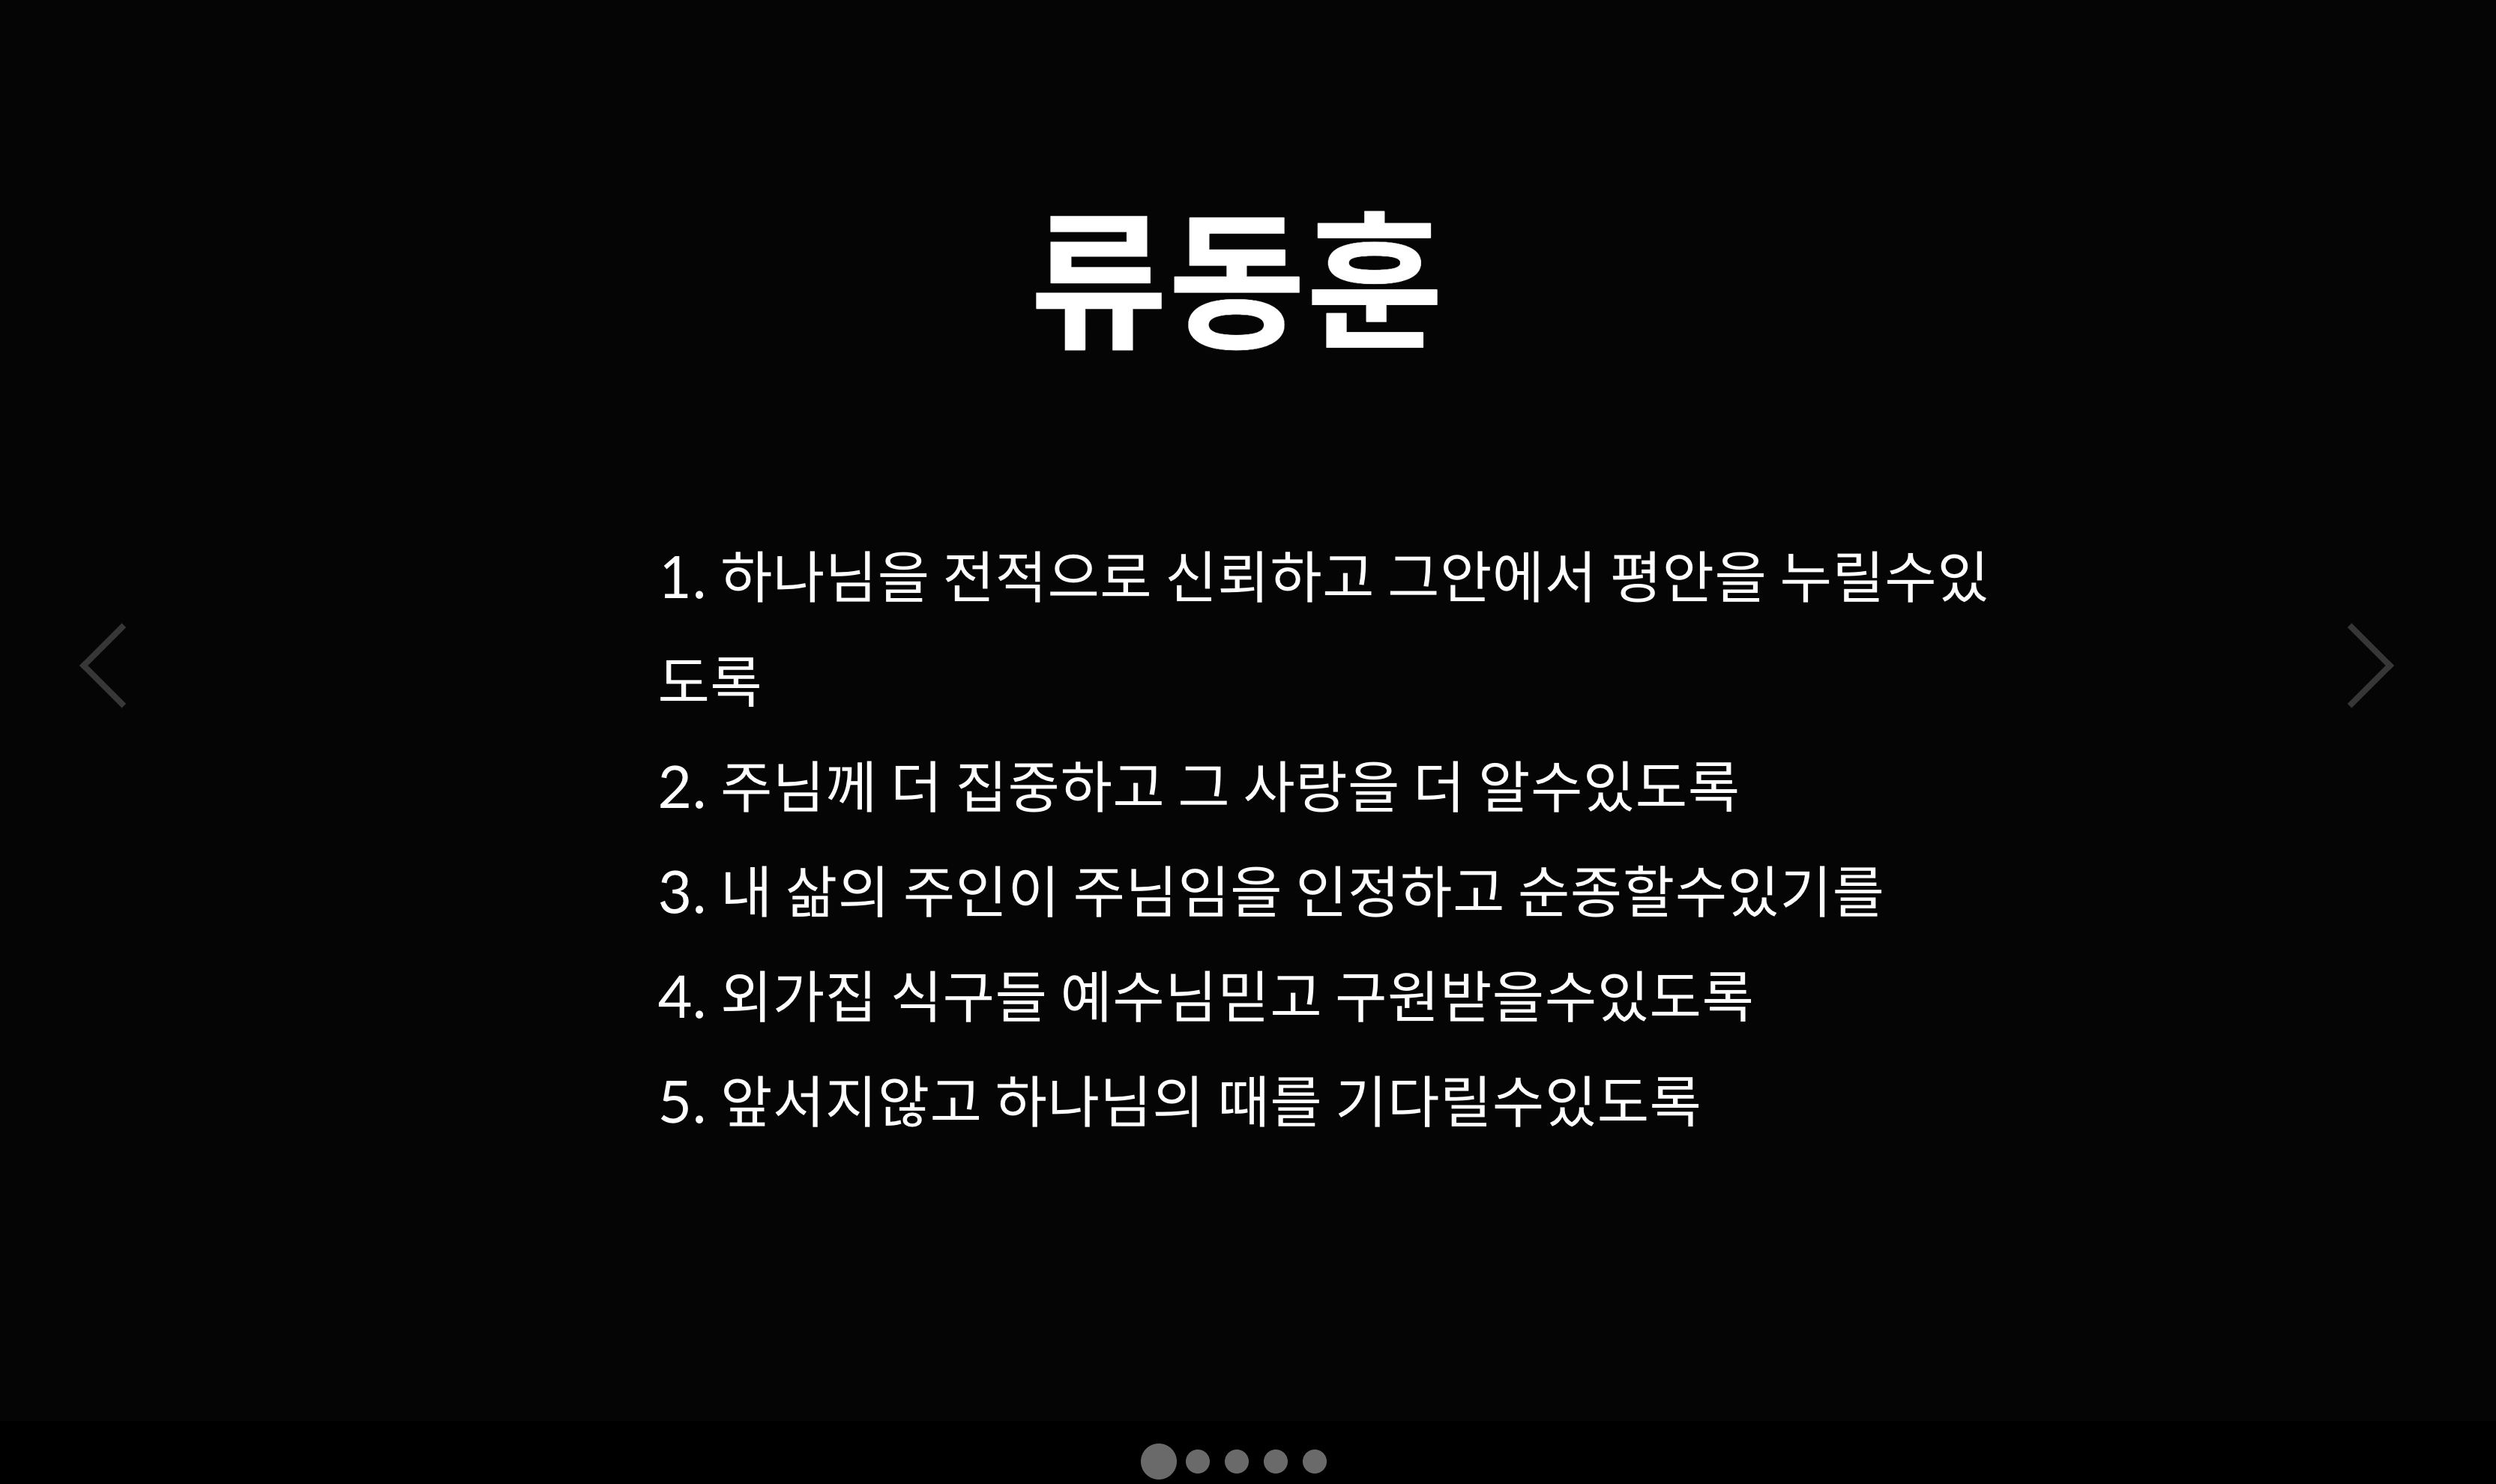 류동훈
1. 하나님을 전적으로 신뢰하고 그안에서 평안을 누릴수있
도록
2. 주님께 더 집중하고 그 사랑을 더 알수있도록
3. 내 삶의 주인이 주님임을 인정하고 순종할수있기를
4. 외가집 식구들 예수님믿고 구원받을수있도록
5. 앞서지않고 하나님의 때를 기다릴수있도록